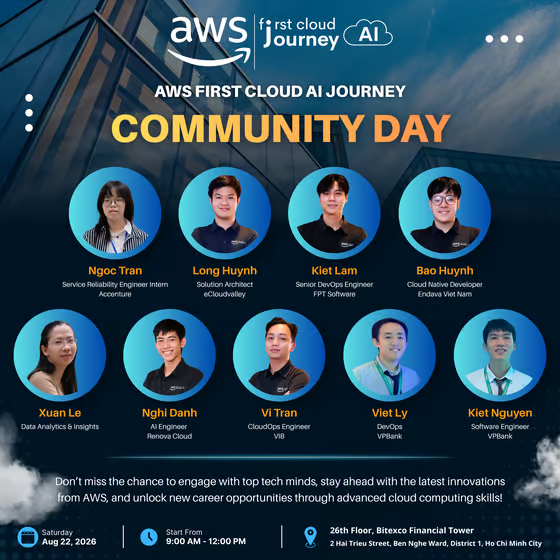 aws
first cloud
journey
AI
AWS FIRST CLOUD AI JOURNEY
COMMUNITY DAY
Ngoc Tran
Service Reliability Engineer Intern
Accenture
Long Huynh
Solution Architect
eCloudvalley
Kiet Lam
Senior DevOps Engineer
FPT Software
Bao Huynh
Cloud Native Developer
Endava Viet Nam
Xuan Le
Data Analytics & Insights
Nghi Danh
AI Engineer
Renova Cloud
Vi Tran
CloudOps Engineer
VIB
Viet Ly
DevOps
VPBank
Kiet Nguyen
Software Engineer
VPBank
Don't miss the chance to engage with top tech minds, stay ahead with the latest innovations
from AWS, and unlock new career opportunities through advanced cloud computing skills!
Saturday
Aug 22, 2026
Start From
9:00 AM - 12:00 PM
26th Floor, Bitexco Financial Tower
2 Hai Trieu Street, Ben Nghe Ward, District 1, Ho Chi Minh City